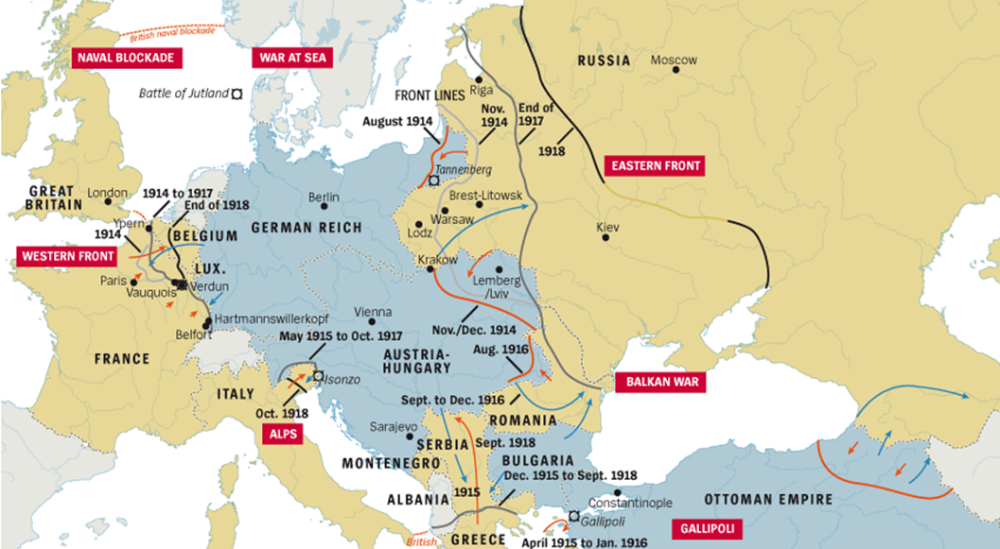 British naval blockade
NAVAL BLOCKADE
WAR AT SEA
RUSSIA
Moscow
Battle of Jutland
FRONT LINES
Riga
August 1914
Nov.
1914
End of
1917
1918
EASTERN FRONT
Tannenberg
GREAT
BRITAIN
London
1914 to 1917
End of 1918
Berlin
Brest-Litowsk
Warsaw
Ypern
1914
BELGIUM
GERMAN REICH
Lodz
Kiev
WESTERN FRONT
LUX.
Krakow
Paris
Verdun
Vauquois
Lemberg
/Lviv
Hartmannswillerkopf
Belfort
Vienna
Nov./Dec. 1914
May 1915 to Oct. 1917
FRANCE
AUSTRIA-
HUNGARY
Aug. 1916
Isonzo
BALKAN WAR
ITALY
Oct. 1918
Sept. to Dec. 1916
ROMANIA
ALPS
Sarajevo
SERBIA
Sept. 1918
MONTENEGRO
BULGARIA
Dec. 1915 to Sept. 1918
ALBANIA
1915
Constantinople
OTTOMAN EMPIRE
Gallipoli
GALLIPOLI
British
GREECE
April 1915 to Jan. 1916